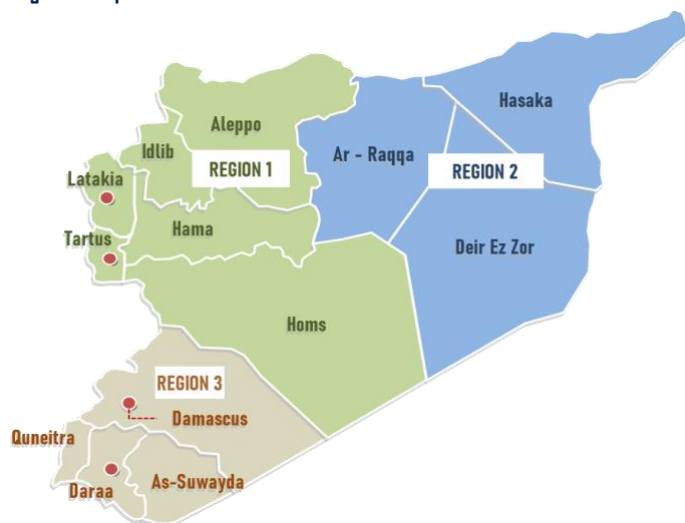 Hasaka
Aleppo
Idlib
Ar - Raqqa
REGION 1
REGION 2
Latakia
Tartus
Hama
Deir Ez Zor
Homs
REGION 3
Damascus
Quneitra
As-Suwayda
Daraa